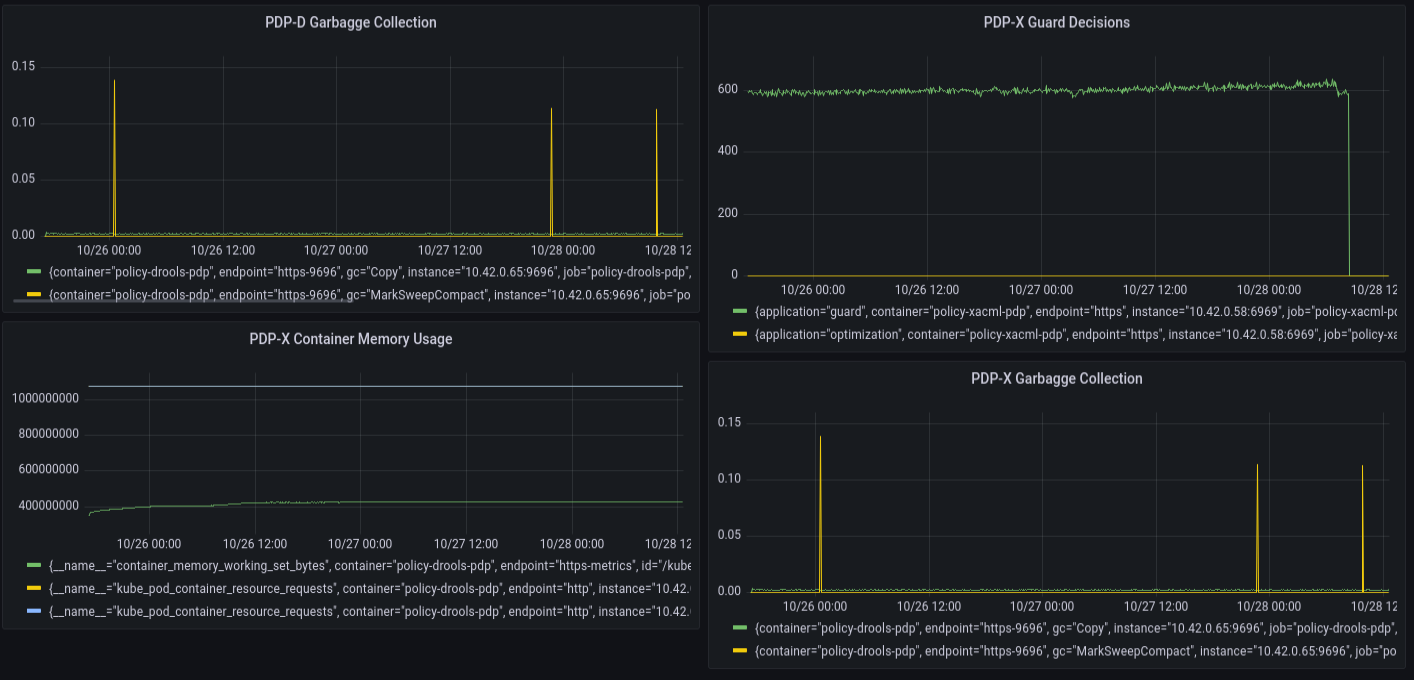 PDP-D Garbagge Collection
0.15
0.10
0.05
0.00
10/26 00:00 10/26 12:00 10/27 00:00 10/27 12:00 10/28 00:00 10/28 12
{container="policy-drools-pdp", endpoint="https-9696", gc="Copy", instance="10.42.0.65:9696", job="policy-drools-pdp",
{container="policy-drools-pdp", endpoint="https-9696", gc="MarkSweepCompact", instance="10.42.0.65:9696", job="po
PDP-X Container Memory Usage
1000000000
800000000
600000000
400000000
10/26 00:00 10/26 12:00 10/27 00:00 10/27 12:00 10/28 00:00 10/28 12
{__name__="container_memory_working_set_bytes", container="policy-drools-pdp", endpoint="https-metrics", id="/kube
{__name__="kube_pod_container_resource_requests", container="policy-drools-pdp", endpoint="http", instance="10.42.
{__name__="kube_pod_container_resource_requests", container="policy-drools-pdp", endpoint="http", instance="10.42.
PDP-X Guard Decisions
600
400
200
0
10/26 00:00 10/26 12:00 10/27 00:00 10/27 12:00 10/28 00:00 10/28 12
{application="guard", container="policy-xacml-pdp", endpoint="https", instance="10.42.0.58:6969", job="policy-xacml-pd
{application="optimization", container="policy-xacml-pdp", endpoint="https", instance="10.42.0.58:6969", job="policy-xa
PDP-X Garbagge Collection
0.15
0.10
0.05
0.00
10/26 00:00 10/26 12:00 10/27 00:00 10/27 12:00 10/28 00:00 10/28 12
{container="policy-drools-pdp", endpoint="https-9696", gc="Copy", instance="10.42.0.65:9696", job="policy-drools-pdp",
{container="policy-drools-pdp", endpoint="https-9696", gc="MarkSweepCompact", instance="10.42.0.65:9696", job="po